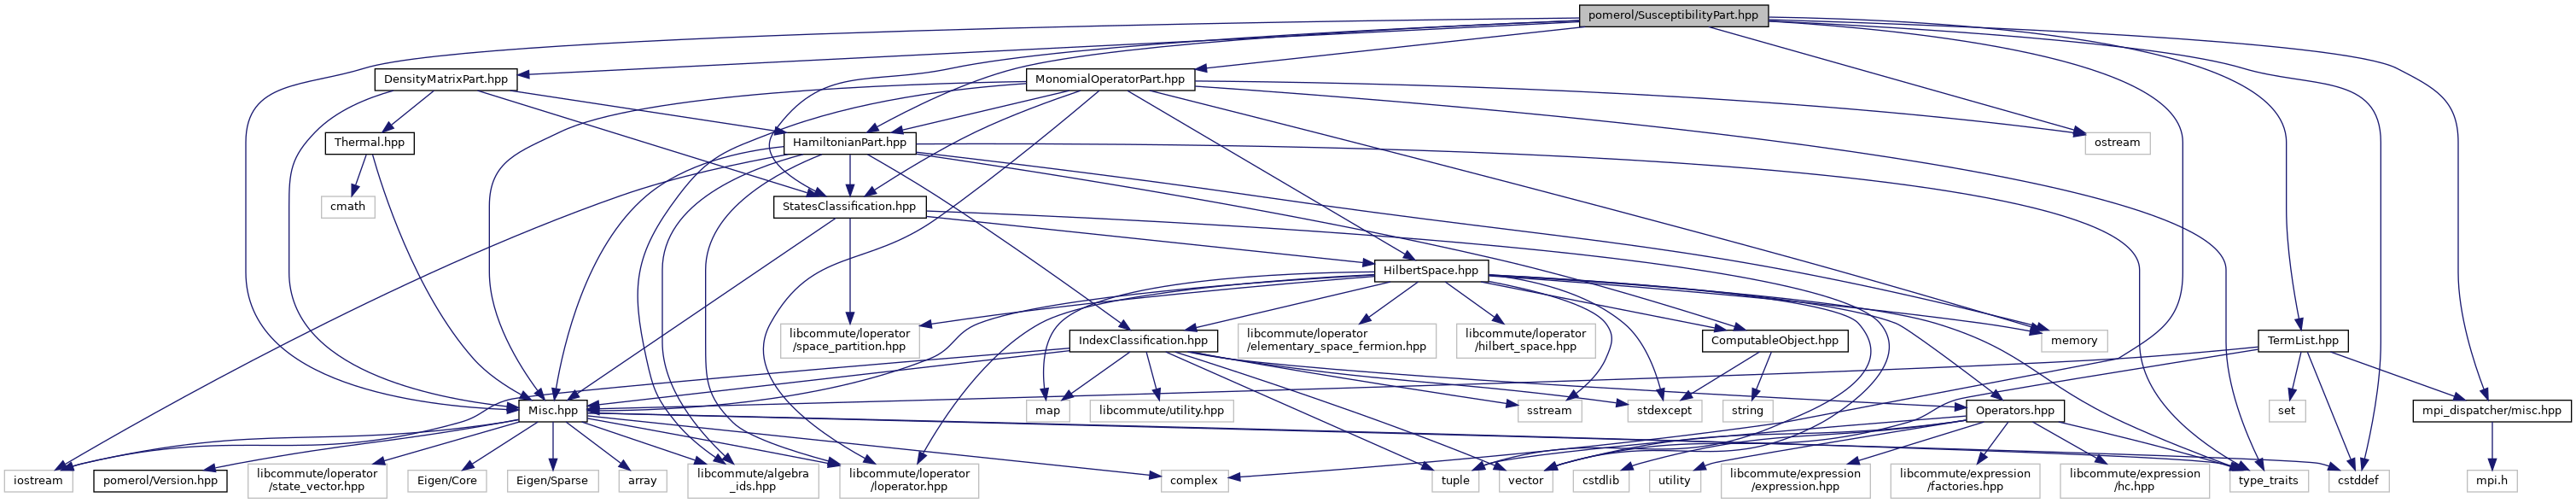 pomerol/SusceptibilityPart.hpp
DensityMatrixPart.hpp
MonomialOperatorPart.hpp
Thermal.hpp
HamiltonianPart.hpp
ostream
cmath
StatesClassification.hpp
HilbertSpace.hpp
libcommute/loperator
/space_partition.hpp
IndexClassification.hpp
libcommute/loperator
/elementary_space_fermion.hpp
libcommute/loperator
/hilbert_space.hpp
ComputableObject.hpp
memory
TermList.hpp
Misc.hpp
map
libcommute/utility.hpp
sstream
stdexcept
string
Operators.hpp
set
mpi_dispatcher/misc.hpp
iostream
pomerol/Version.hpp
libcommute/loperator
/state_vector.hpp
Eigen/Core
Eigen/Sparse
array
libcommute/algebra
_ids.hpp
libcommute/loperator
/loperator.hpp
complex
tuple
vector
cstdlib
utility
libcommute/expression
/expression.hpp
libcommute/expression
/factories.hpp
libcommute/expression
/hc.hpp
type_traits
cstddef
mpi.h